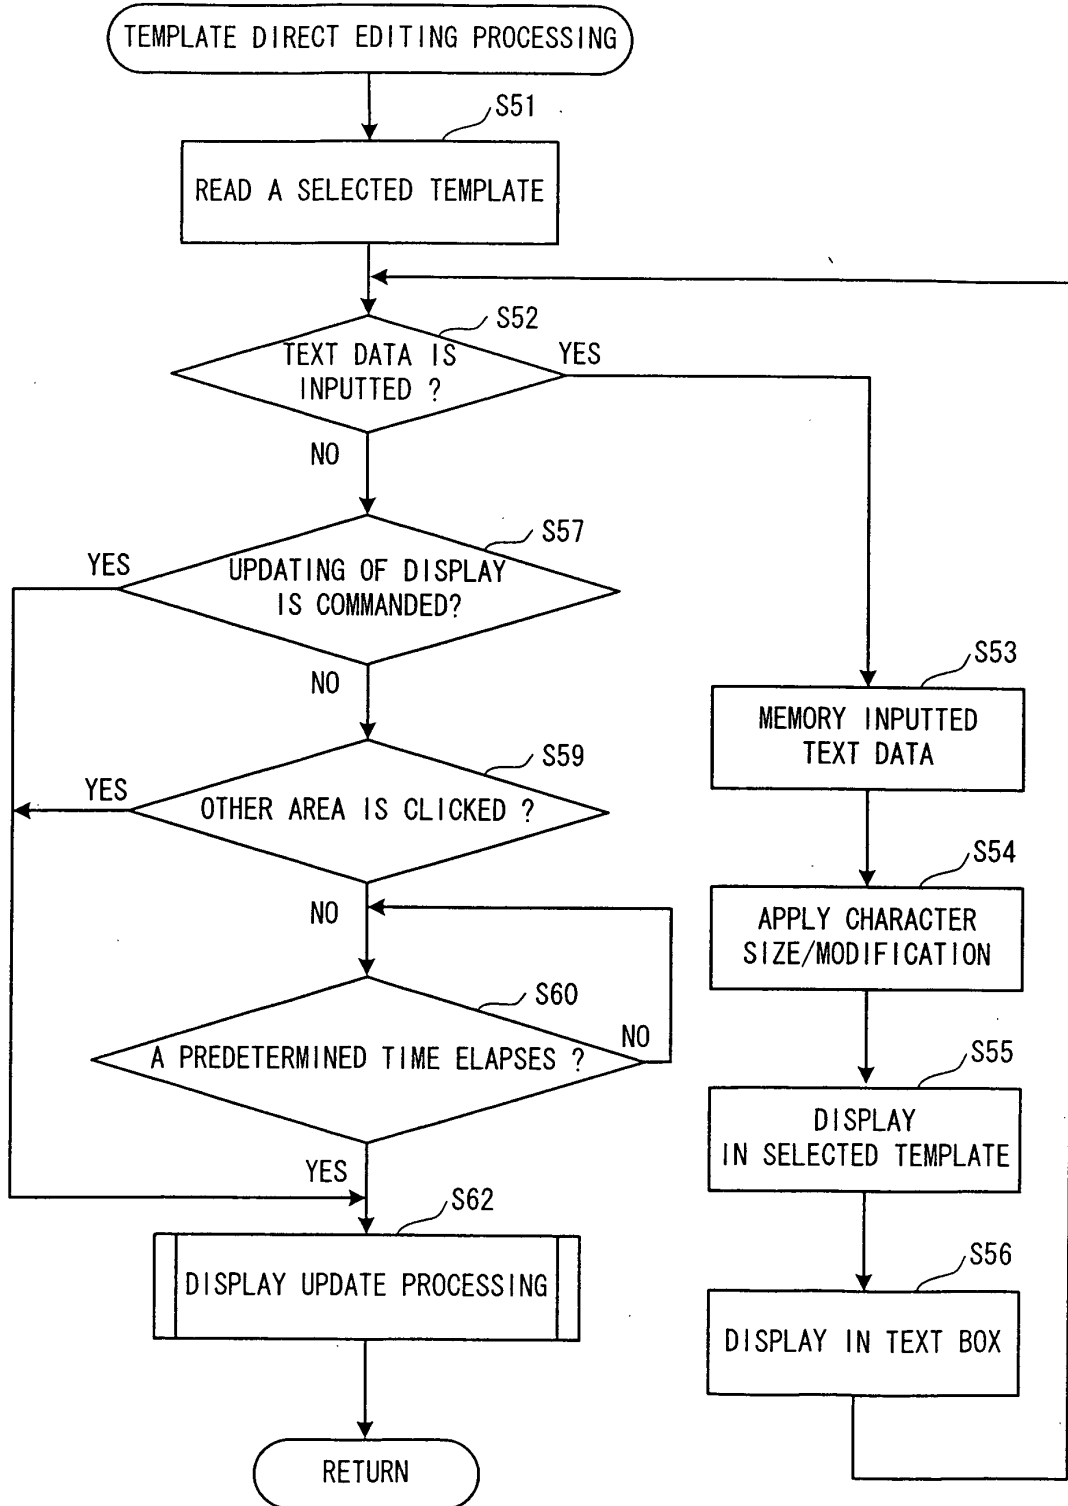 TEMPLATE DIRECT EDITING PROCESSING
S51
READ A SELECTED TEMPLATE
S52
TEXT DATA IS
INPUTTED ?
YES
NO
S57
YES
UPDATING OF DISPLAY
IS COMMANDED?
NO
S53
MEMORY INPUTTED
TEXT DATA
S59
YES
OTHER AREA IS CLICKED ?
NO
S54
APPLY CHARACTER
SIZE/MODIFICATION
S60
A PREDETERMINED TIME ELAPSES ?
NO
YES
S55
DISPLAY
IN SELECTED TEMPLATE
S62
DISPLAY UPDATE PROCESSING
S56
DISPLAY IN TEXT BOX
RETURN